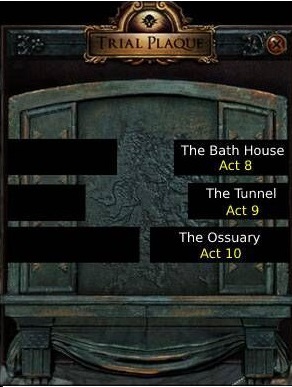 TRIAL PLAQUE
The Bath House
Act 8
The Tunnel
Act 9
The Ossuary
Act 10